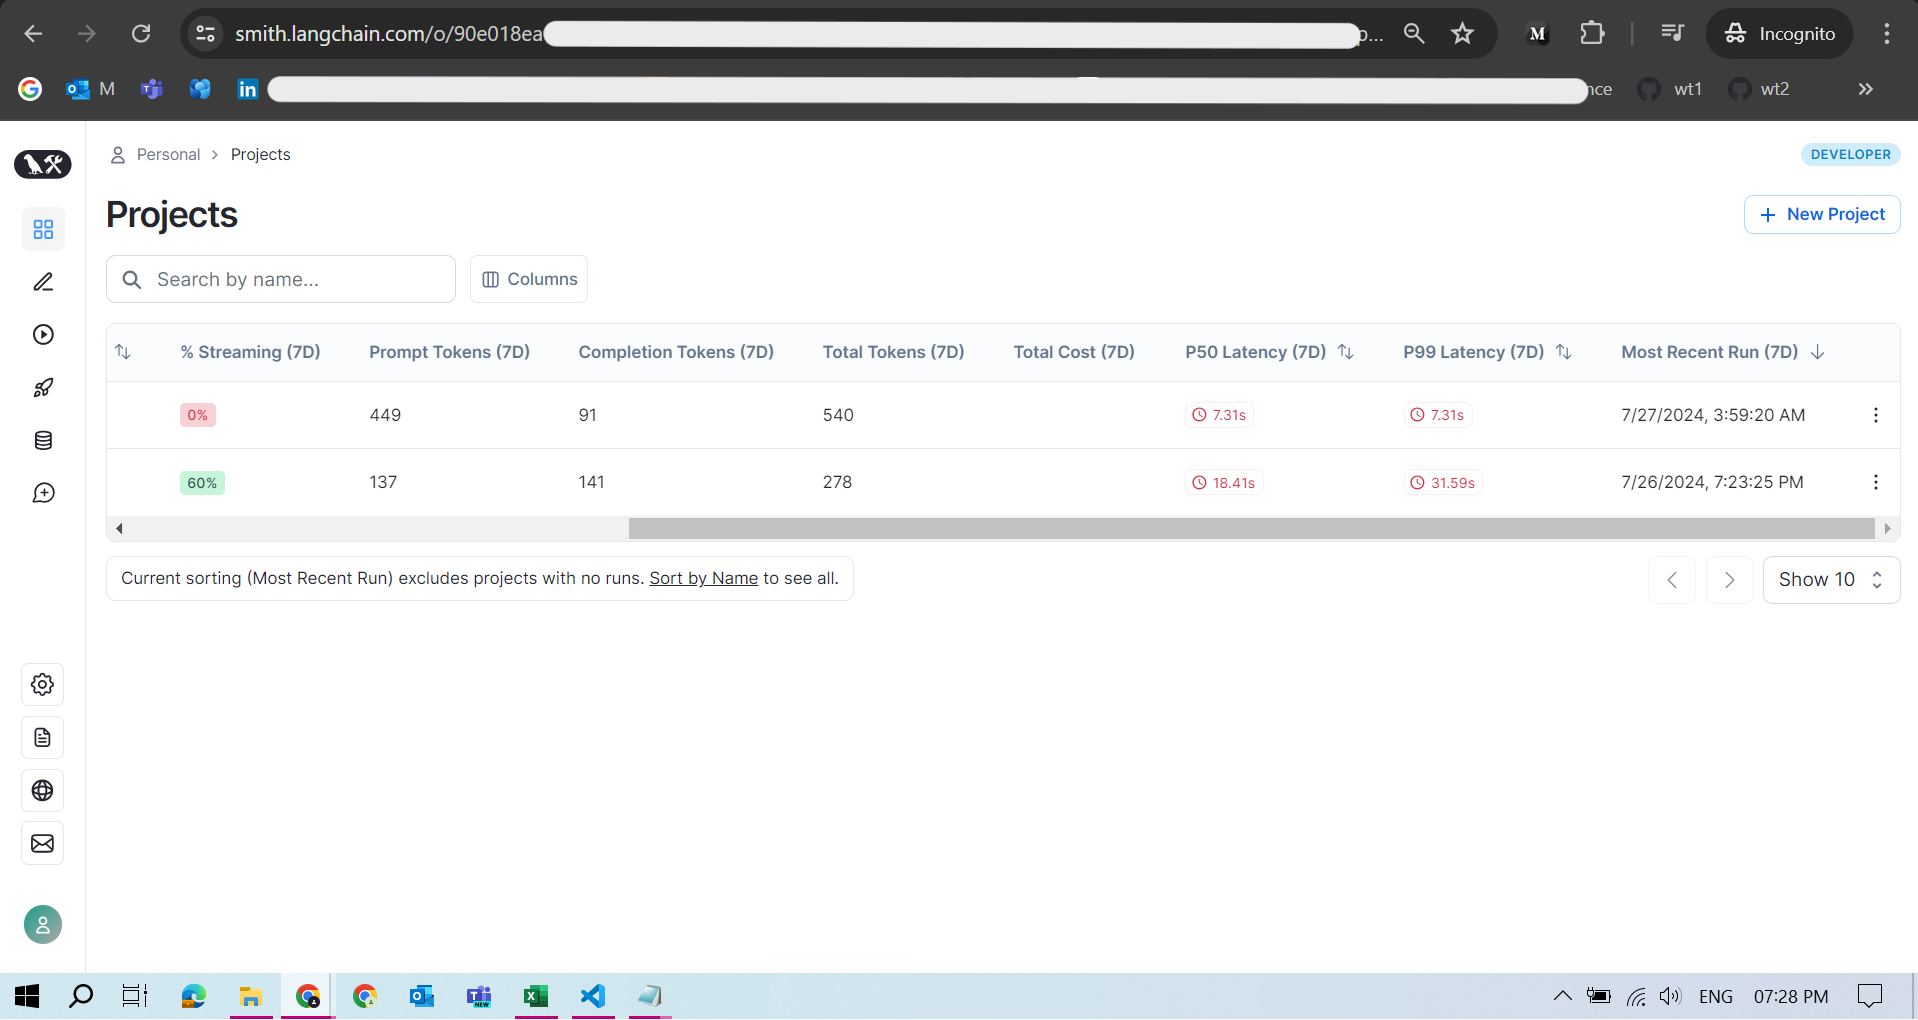 smith.langchain.com/o/90e018ea p...
Incognito
M nce wt1 wt2
Personal Projects
DEVELOPER
Projects
New Project
Search by name...
Columns
% Streaming (7D) Prompt Tokens (7D) Completion Tokens (7D) Total Tokens (7D) Total Cost (7D) P50 Latency (7D) P99 Latency (7D) Most Recent Run (7D)
0% 449 91 540 7.31s 7.31s 7/27/2024, 3:59:20 AM
60% 137 141 278 18.41s 31.59s 7/26/2024, 7:23:25 PM
Current sorting (Most Recent Run) excludes projects with no runs. Sort by Name to see all.
Show 10
ENG 07:28 PM